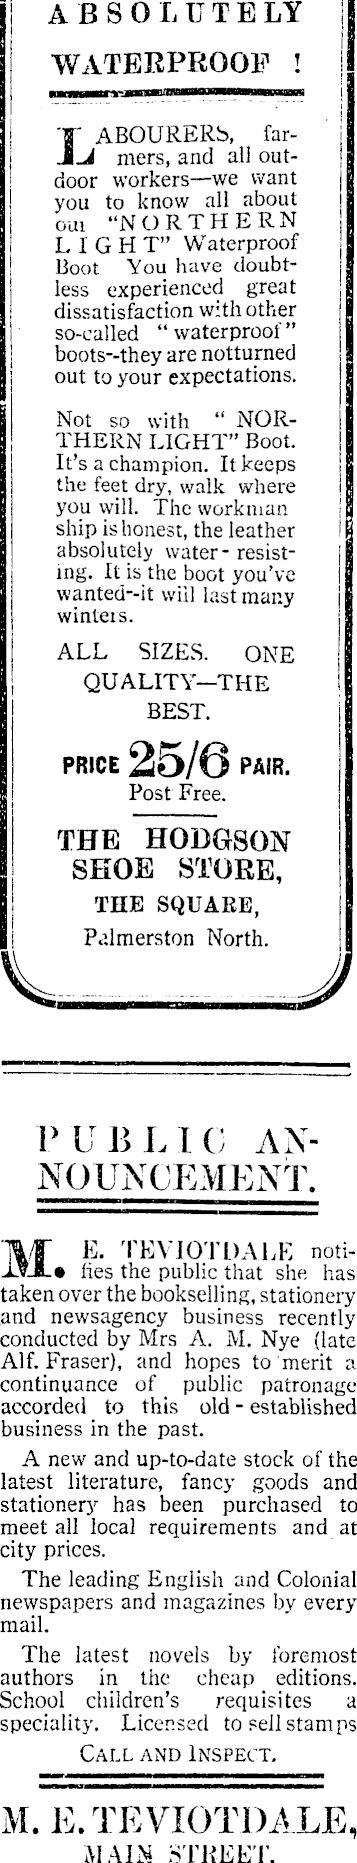 ABSOLUTELY
WATERPROOF !
LABOURERS, far-
mers, and all out-
door workers—we want
you to know all about
our "NORTHERN
LIGHT" Waterproof
Boot You have doubt-
less experienced great
dissatisfaction with other
so-called "waterproof"
boots--they are notturned
out to your expectations.
Not so with " NOR-
THERN LIGHT" Boot.
It's a champion. It keeps
the feet dry, walk where
you will. The workman
ship is honest, the leather
absolutely water-resist-
ing. It is the boot you've
wanted--it will last many
winters.
ALL SIZES. ONE
QUALITY—THE
BEST.
PRICE 25/6 PAIR.
Post Free.
THE HODGSON
SHOE STORE,
THE SQUARE,
Palmerston North.
PUBLIC AN-
NOUNCEMENT.
M. E. TEVIOTDALE noti-
fies the public that she has
taken over the bookselling, stationery
and newsagency business recently
conducted by Mrs A. M. Nye (late
Alf. Fraser), and hopes to merit a
continuance of public patronage
accorded to this old-established
business in the past.
A new and up-to-date stock of the
latest literature, fancy goods and
stationery has been purchased to
meet all local requirements and at
city prices.
The leading English and Colonial
newspapers and magazines by every
mail.
The latest novels by foremost
authors in the cheap editions.
School children's requisites a
speciality. Licensed to sell stamps
CALL AND INSPECT.
M. E. TEVIOTDALE,
MAIN STREET.